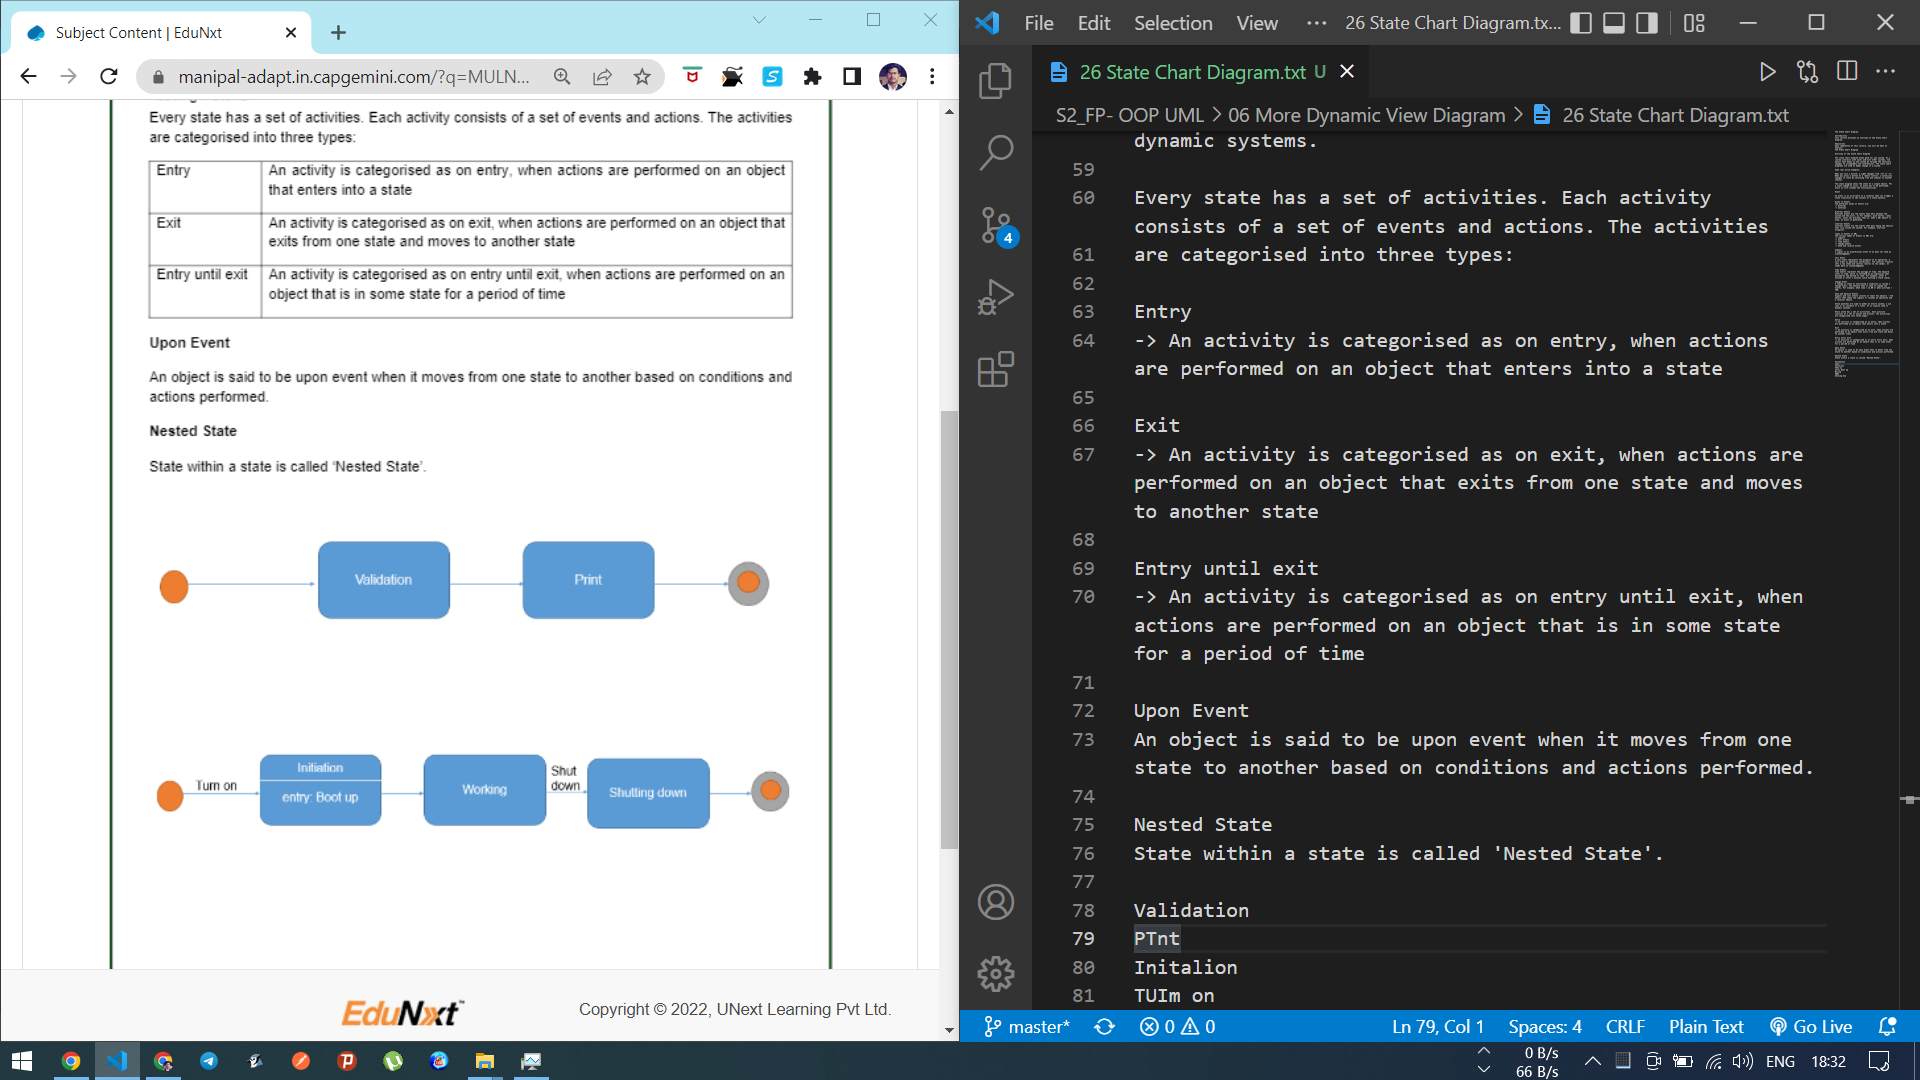 Subject Content | EduNxt
manipal-adapt.in.capgemini.com/?q=MULN...
Every state has a set of activities. Each activity consists of a set of events and actions. The activities
are categorised into three types:
Entry
An activity is categorised as on entry, when actions are performed on an object
that enters into a state
Exit
An activity is categorised as on exit, when actions are performed on an object that
exits from one state and moves to another state
Entry until exit
An activity is categorised as on entry until exit, when actions are performed on an
object that is in some state for a period of time
Upon Event
An object is said to be upon event when it moves from one state to another based on conditions and
actions performed.
Nested State
State within a state is called 'Nested State'.
Validation
Print
Turn on
Initiation
entry: Boot up
Working
Shut
down
Shutting down
EduNxt™
Copyright © 2022, UNext Learning Pvt Ltd.
File Edit Selection View ··· 26 State Chart Diagram.tx...
26 State Chart Diagram.txt U
S2_FP- OOP UML > 06 More Dynamic View Diagram > 26 State Chart Diagram.txt
dynamic systems.
59
60 Every state has a set of activities. Each activity
consists of a set of events and actions. The activities
61 are categorised into three types:
62
63 Entry
64 -> An activity is categorised as on entry, when actions
are performed on an object that enters into a state
65
66 Exit
67 -> An activity is categorised as on exit, when actions are
performed on an object that exits from one state and moves
to another state
68
69 Entry until exit
70 -> An activity is categorised as on entry until exit, when
actions are performed on an object that is in some state
for a period of time
71
72 Upon Event
73 An object is said to be upon event when it moves from one
state to another based on conditions and actions performed.
74
75 Nested State
76 State within a state is called 'Nested State'.
77
78 Validation
79 PTnt
80 Initalion
81 TUIm on
4
master* 0 0 Ln 79, Col 1 Spaces: 4 CRLF Plain Text Go Live
0 B/s
66 B/s
ENG 18:32